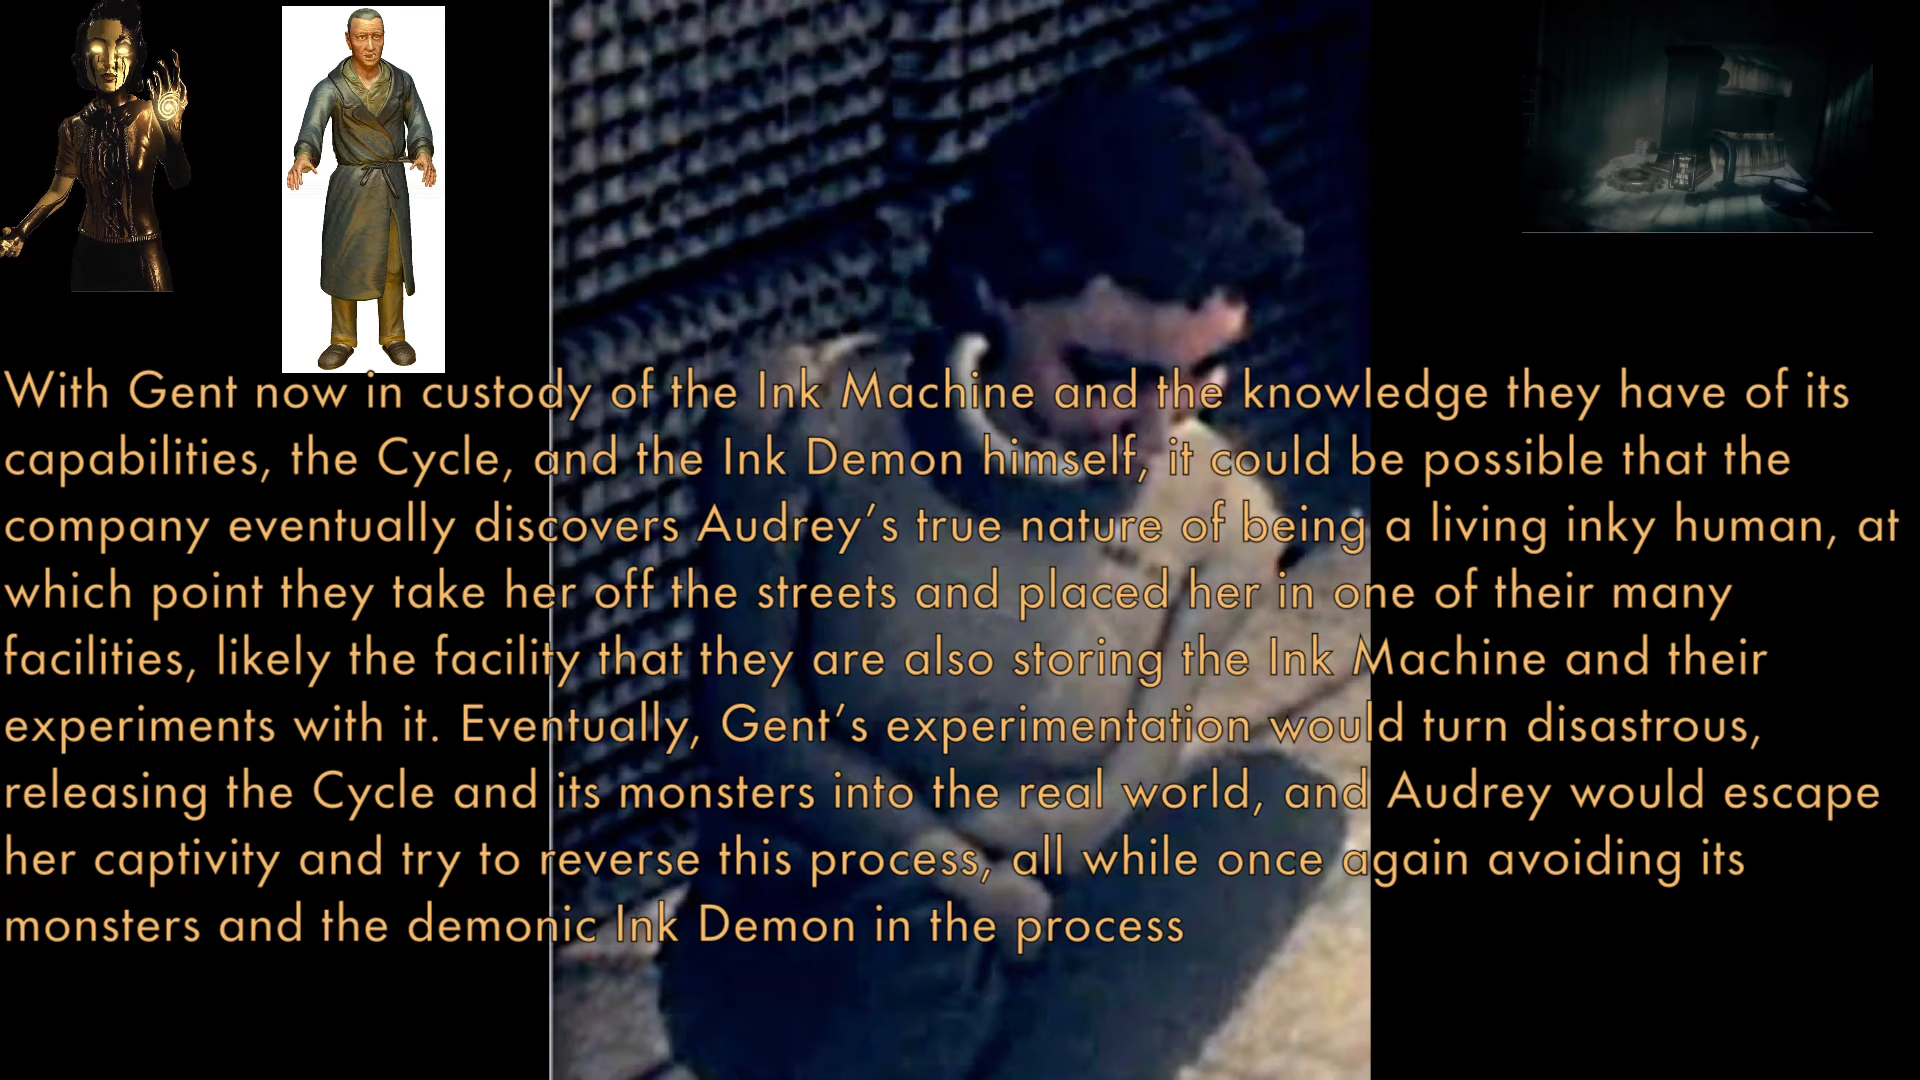 With Gent now in custody of the Ink Machine and the knowledge they have of its
capabilities, the Cycle, and the Ink Demon himself, it could be possible that the
company eventually discovers Audrey’s true nature of being a living inky human, at
which point they take her off the streets and placed her in one of their many
facilities, likely the facility that they are also storing the Ink Machine and their
experiments with it. Eventually, Gent’s experimentation would turn disastrous,
releasing the Cycle and its monsters into the real world, and Audrey would escape
her captivity and try to reverse this process, all while once again avoiding its
monsters and the demonic Ink Demon in the process